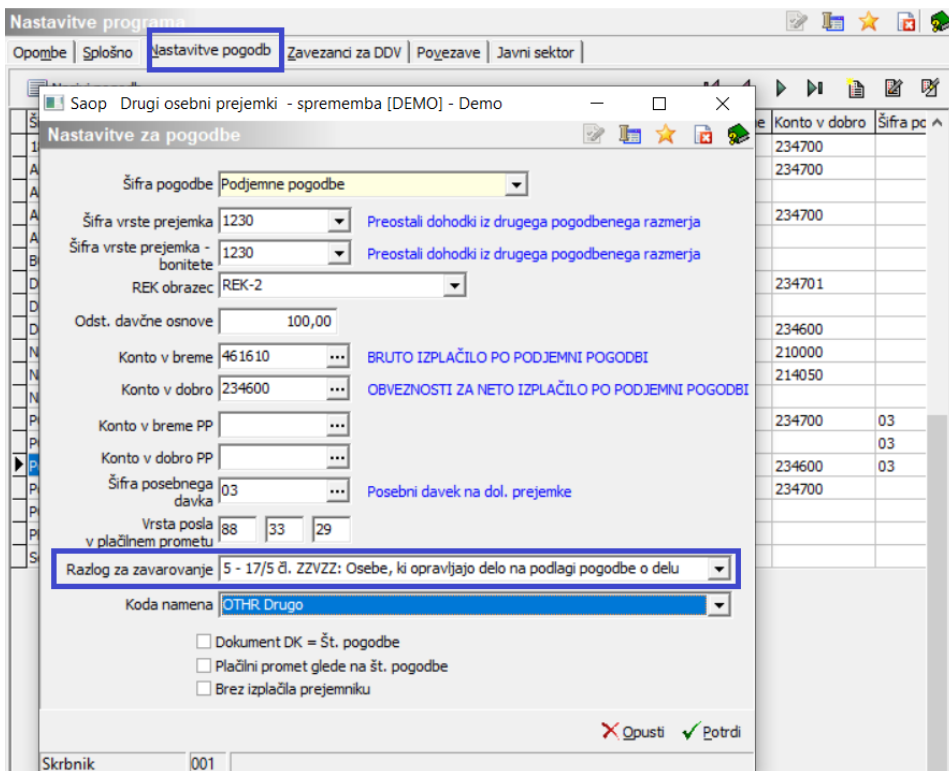 Nastavitve programa
Opombe Splošno Nastavitve pogodb Zavezanci za DDV Povezave Javni sektor
Saop Drugi osebni prejemki - sprememba [DEMO] - Demo
Konto v dobro Šifra po
Nastavitve za pogodbe
234700
234700
Šifra pogodbe Podjemne pogodbe
234700
Šifra vrste prejemka 1230 Preostali dohodki iz drugega pogodbenega razmerja
Šifra vrste prejemka - bonitete 1230 Preostali dohodki iz drugega pogodbenega razmerja
REK obrazec REK-2
234701
Odst. davčne osnove 100,00
234600
Konto v breme 461610 BRUTO IZPLAČILO PO PODJEMNI POGODBI
210000
Konto v dobro 234600 OBVEZNOSTI ZA NETO IZPLAČILO PO PODJEMNI POGODBI
214050
Konto v breme PP
234700 03
03
Konto v dobro PP
234600 03
Šifra posebnega davka 03 Posebni davek na dol. prejemke
234700
Vrsta posla v plačilnem prometu 88 33 29
Razlog za zavarovanje 5 - 17/5 čl. ZZVZZ: Osebe, ki opravljajo delo na podlagi pogodbe o delu
Koda namena OTHR Drugo
Dokument DK = Št. pogodbe
Plačilni promet glede na št. pogodbe
Brez izplačila prejemniku
Opusti Potrdi
Skrbnik 001